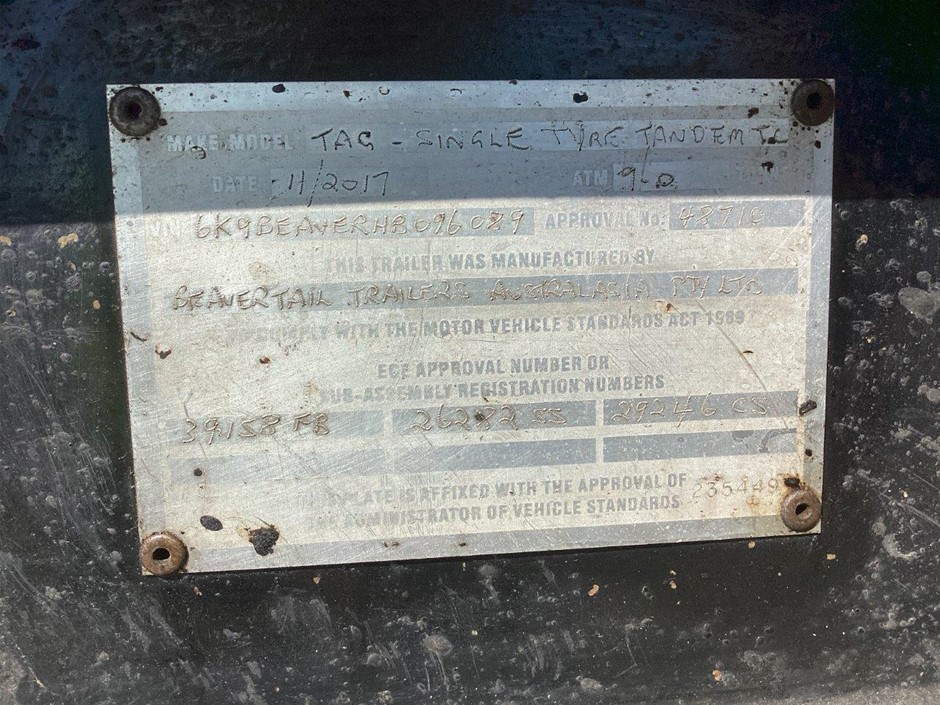 MAKE-MODEL TAG - SINGLE TYRE TANDEM TL
DATE 11/2017 ATM 9.0
VIN 6K9BEAVERHB096089 APPROVAL No: 48710
THIS TRAILER WAS MANUFACTURED BY
BEAVERTAIL TRAILERS AUSTRALASIA PTY LTD
TO COMPLY WITH THE MOTOR VEHICLE STANDARDS ACT 1989
ECE APPROVAL NUMBER OR
SUB-ASSEMBLY REGISTRATION NUMBERS
39158 FB 26282 SS 29246 CS
THIS PLATE IS AFFIXED WITH THE APPROVAL OF 235449
THE ADMINISTRATOR OF VEHICLE STANDARDS